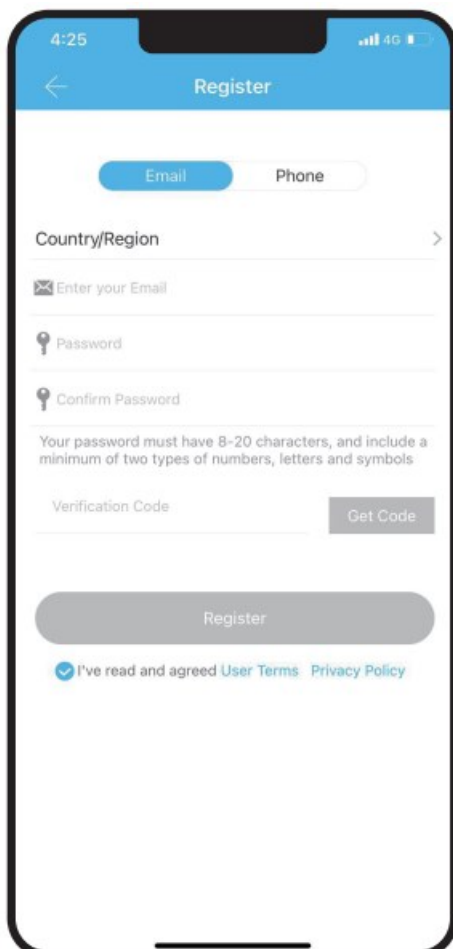 4:25
4G
Register
Email
Phone
Country/Region
Enter your Email
Password
Confirm Password
Your password must have 8-20 characters, and include a
minimum of two types of numbers, letters and symbols
Verification Code
Get Code
Register
I've read and agreed User Terms Privacy Policy